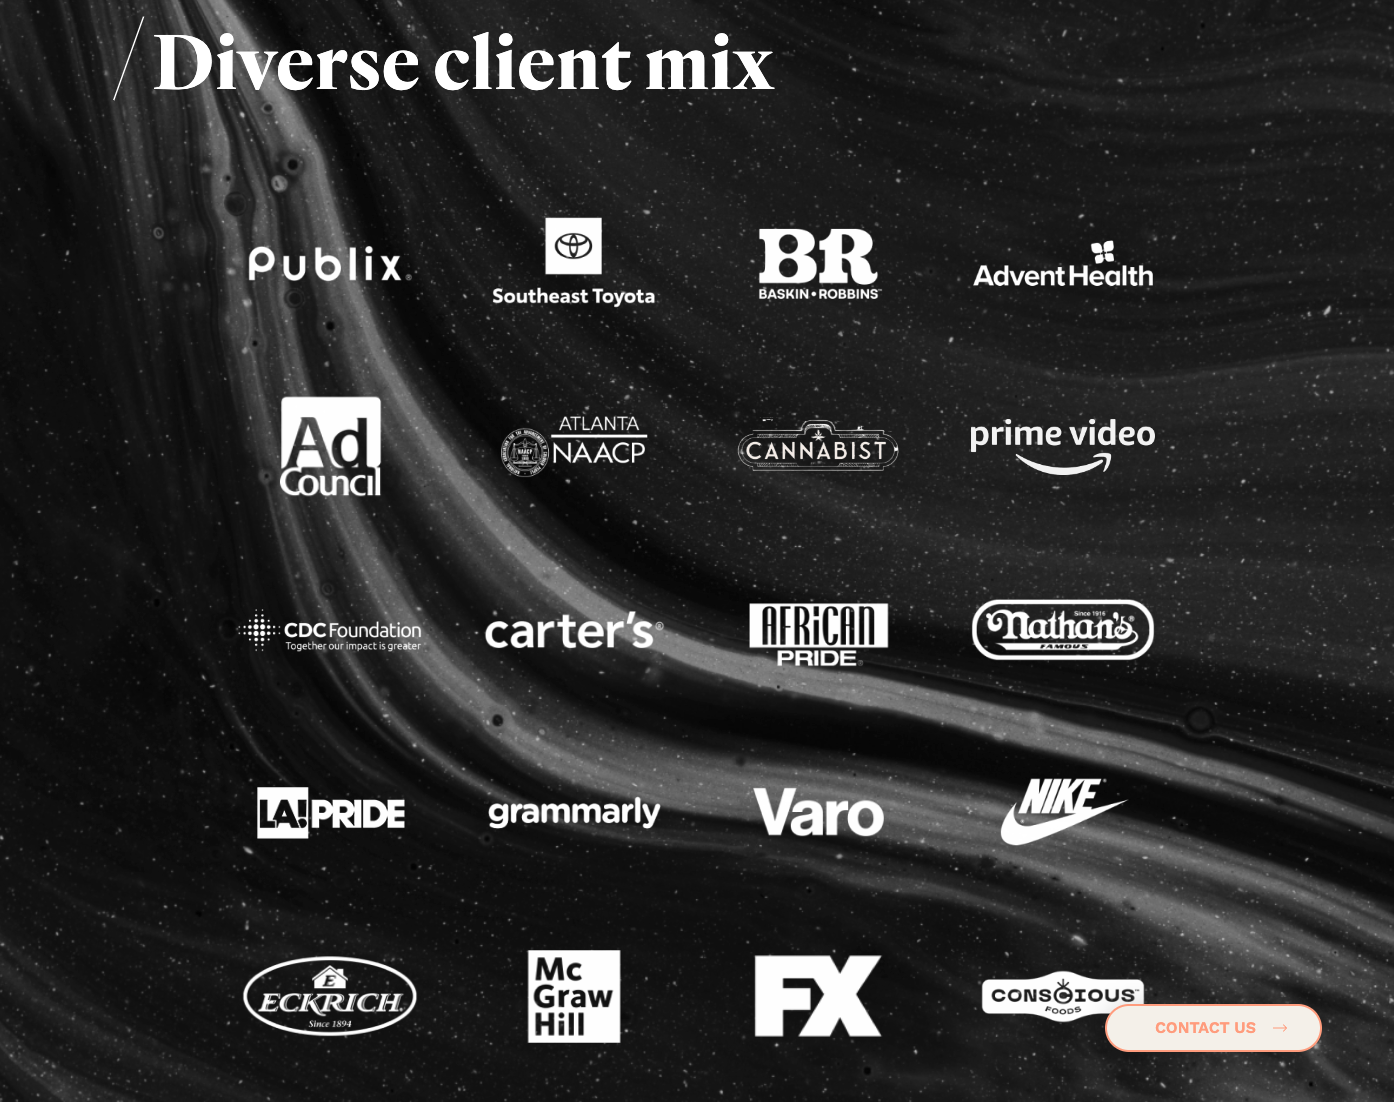 Diverse client mix
Publix®
Southeast Toyota
BR
BASKIN•ROBBINS™
AdventHealth
Ad
Council
ATLANTA
NAACP
CANNABIST
prime video
CDC Foundation
Together our impact is greater
carter's®
AFRICAN
PRIDE
Since 1916
Nathan's®
FAMOUS
LA! PRIDE
grammarly
Varo
NIKE
E
ECKRICH
Since 1894
Mc
Graw
Hill
FX
CONSCIOUS
FOODS
CONTACT US →